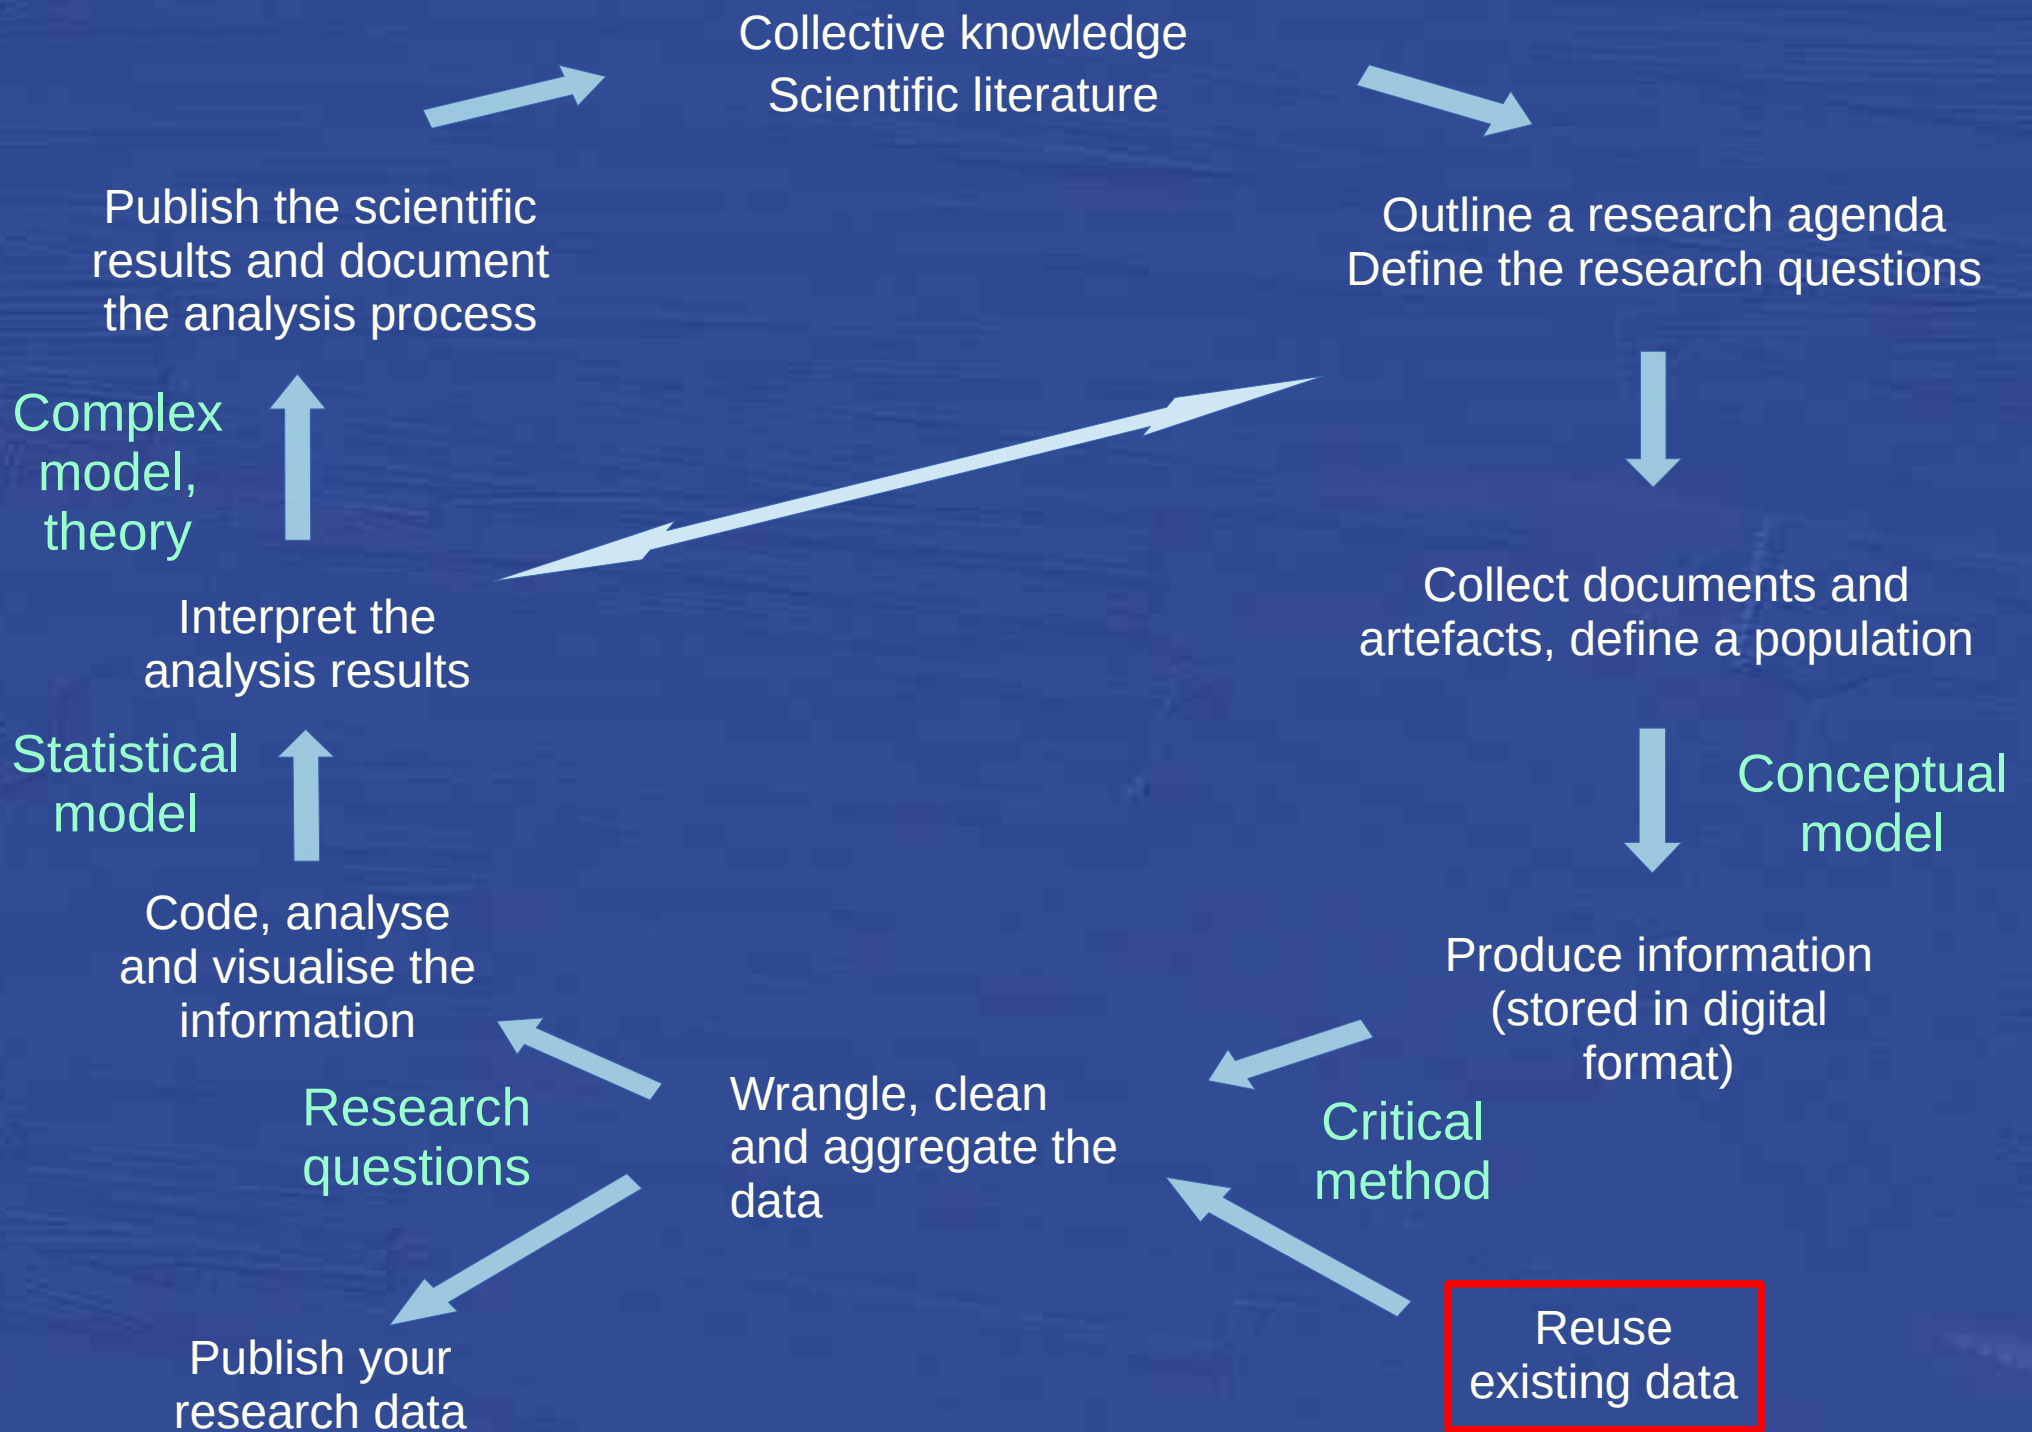 Collective knowledge
Scientific literature
Publish the scientific
results and document
the analysis process
Outline a research agenda
Define the research questions
Complex
model,
theory
Collect documents and
artefacts, define a population
Interpret the
analysis results
Statistical
model
Conceptual
model
Code, analyse
and visualise the
information
Produce information
(stored in digital
format)
Research
questions
Wrangle, clean
and aggregate the
data
Critical
method
Publish your
research data
Reuse
existing data